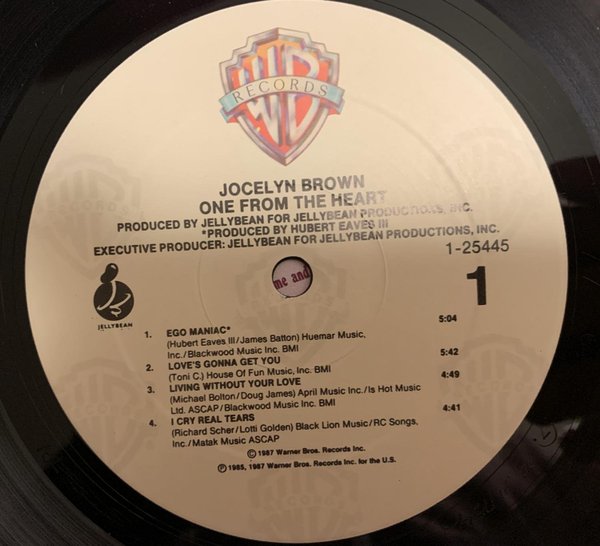 WB
RECORDS
JOCELYN BROWN
ONE FROM THE HEART
PRODUCED BY JELLYBEAN FOR JELLYBEAN PRODUCTIONS, INC.
*PRODUCED BY HUBERT EAVES III
EXECUTIVE PRODUCER: JELLYBEAN FOR JELLYBEAN PRODUCTIONS, INC.
1-25445
me and
1
JELLYBEAN
1. EGO MANIAC* 5:04
(Hubert Eaves III/James Batton) Huemar Music,
Inc./Blackwood Music Inc. BMI
2. LOVE'S GONNA GET YOU 5:42
(Toni C.) House Of Fun Music, Inc. BMI
3. LIVING WITHOUT YOUR LOVE 4:49
(Michael Bolton/Doug James) April Music Inc./Is Hot Music
Ltd. ASCAP/Blackwood Music Inc. BMI
4. I CRY REAL TEARS 4:41
(Richard Scher/Lotti Golden) Black Lion Music/RC Songs,
Inc./Matak Music ASCAP
© 1987 Warner Bros. Records Inc.
℗ 1985, 1987 Warner Bros. Records Inc. for the U.S.